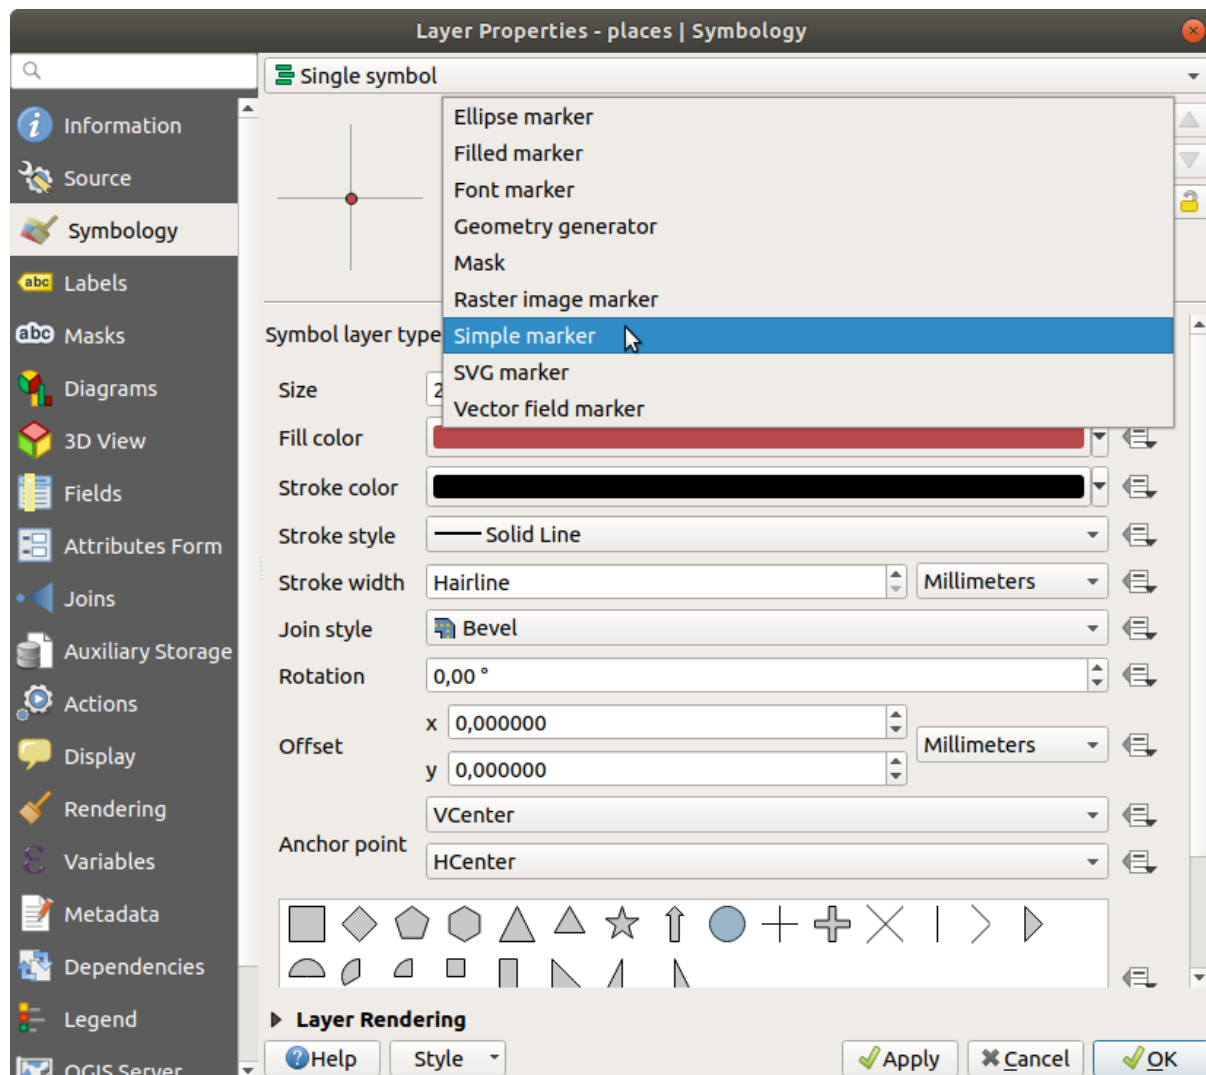 Layer Properties - places | Symbology
Single symbol
Information
Source
Symbology
abc Labels
abc Masks
Diagrams
3D View
Fields
Attributes Form
Joins
Auxiliary Storage
Actions
Display
Rendering
Variables
Metadata
Dependencies
Legend
QGIS Server
Ellipse marker
Filled marker
Font marker
Geometry generator
Mask
Raster image marker
Simple marker
SVG marker
Vector field marker
Symbol layer type
Size 2
Fill color
Stroke color
Stroke style Solid Line
Stroke width Hairline Millimeters
Join style Bevel
Rotation 0,00 °
Offset x 0,000000 Millimeters
y 0,000000
Anchor point VCenter
HCenter
Layer Rendering
Help Style Apply Cancel OK